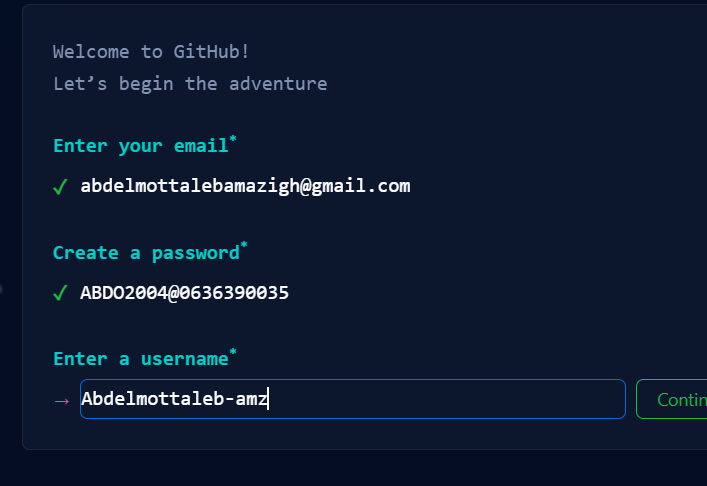 Welcome to GitHub!
Let’s begin the adventure
Enter your email*
✓ abdelmottalebamazigh@gmail.com
Create a password*
✓ ABDO2004@0636390035
Enter a username*
→ Abdelmottaleb-amz
Contin